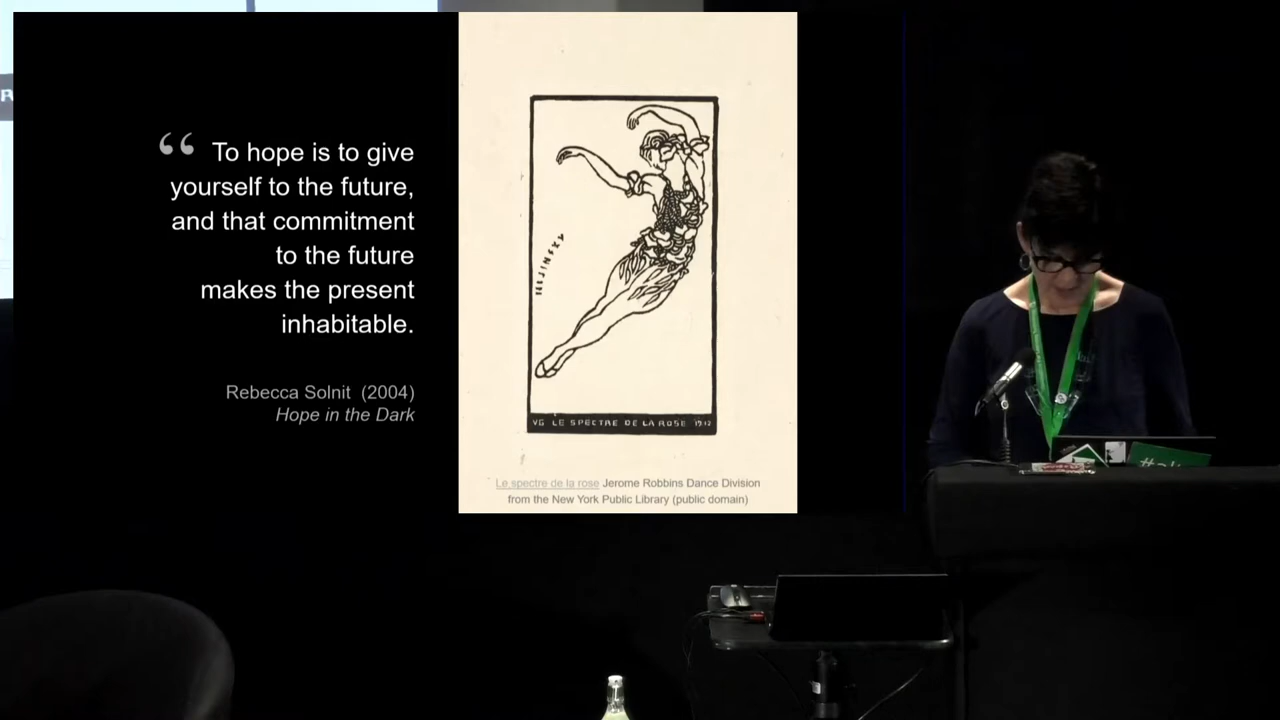 “ To hope is to give
yourself to the future,
and that commitment
to the future
makes the present
inhabitable.
Rebecca Solnit (2004)
Hope in the Dark
NIJINSKY
VG LE SPECTRE DE LA ROSE 1912
Le spectre de la rose Jerome Robbins Dance Division
from the New York Public Library (public domain)